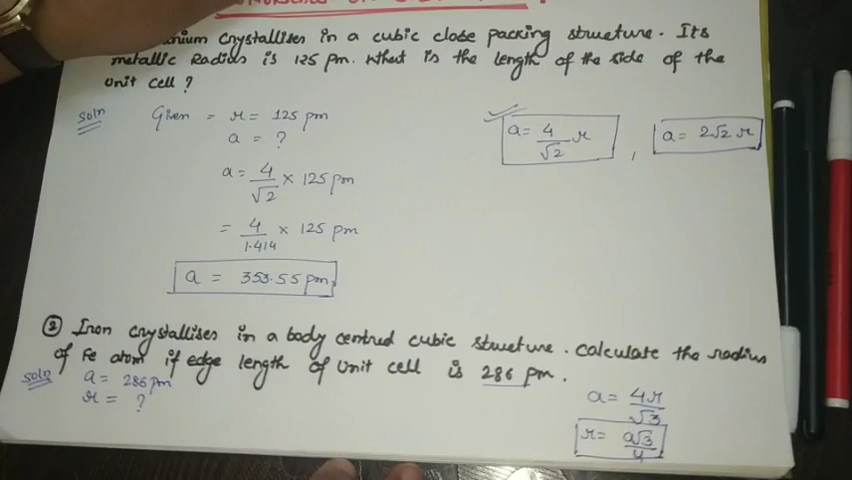 crystallises in a cubic close packing structure. Its
metallic Radius is 125 pm. What is the length of the side of the
Unit cell?
Soln
Given = r = 125 pm
a = ?
a = 4/√2 r , a = 2√2 r
a = 4/√2 × 125 pm
= 4/1.414 × 125 pm
a = 353.55 pm
② Iron crystallises in a body centred cubic structure. Calculate the radius
of Fe atom if edge length of Unit cell is 286 pm.
Soln
a = 286 pm
r = ?
a = 4r/√3
r = a√3/4